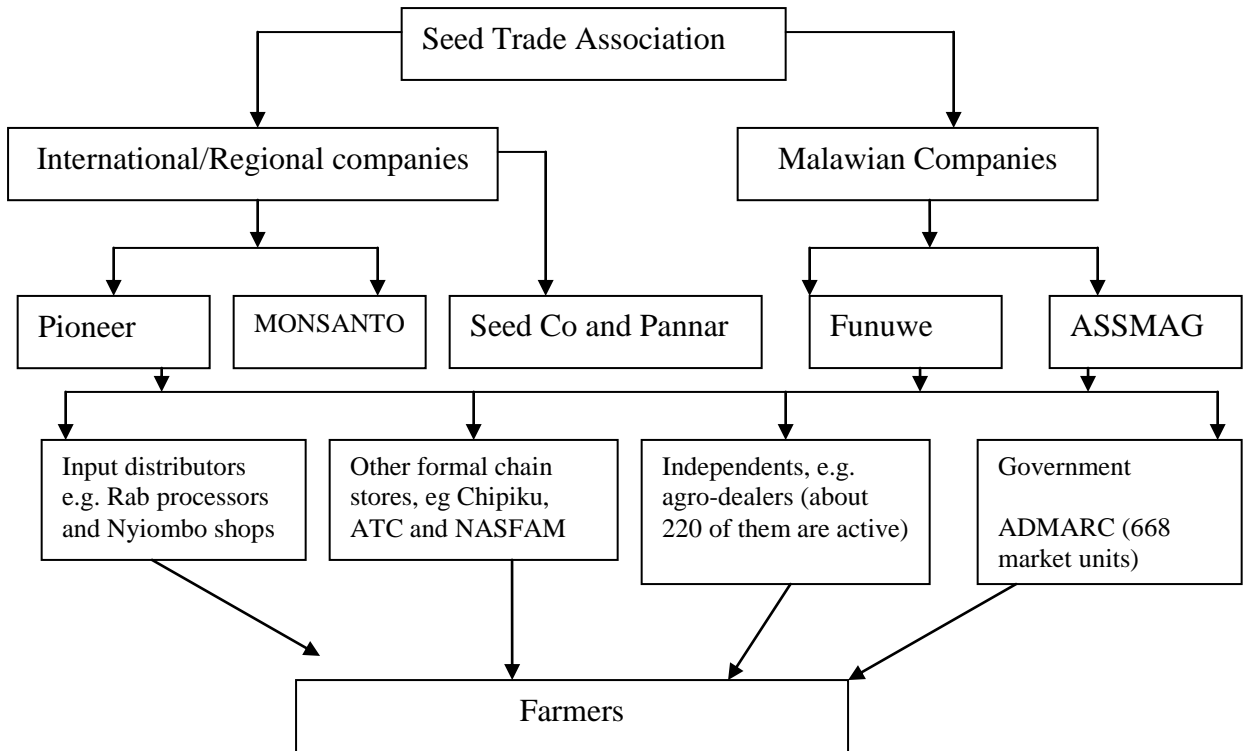 Seed Trade Association
International/Regional companies
Malawian Companies
Pioneer
MONSANTO
Seed Co and Pannar
Funuwe
ASSMAG
Input distributors
e.g. Rab processors
and Nyiombo shops
Other formal chain
stores, eg Chipiku,
ATC and NASFAM
Independents, e.g.
agro-dealers (about
220 of them are active)
Government
ADMARC (668
market units)
Farmers